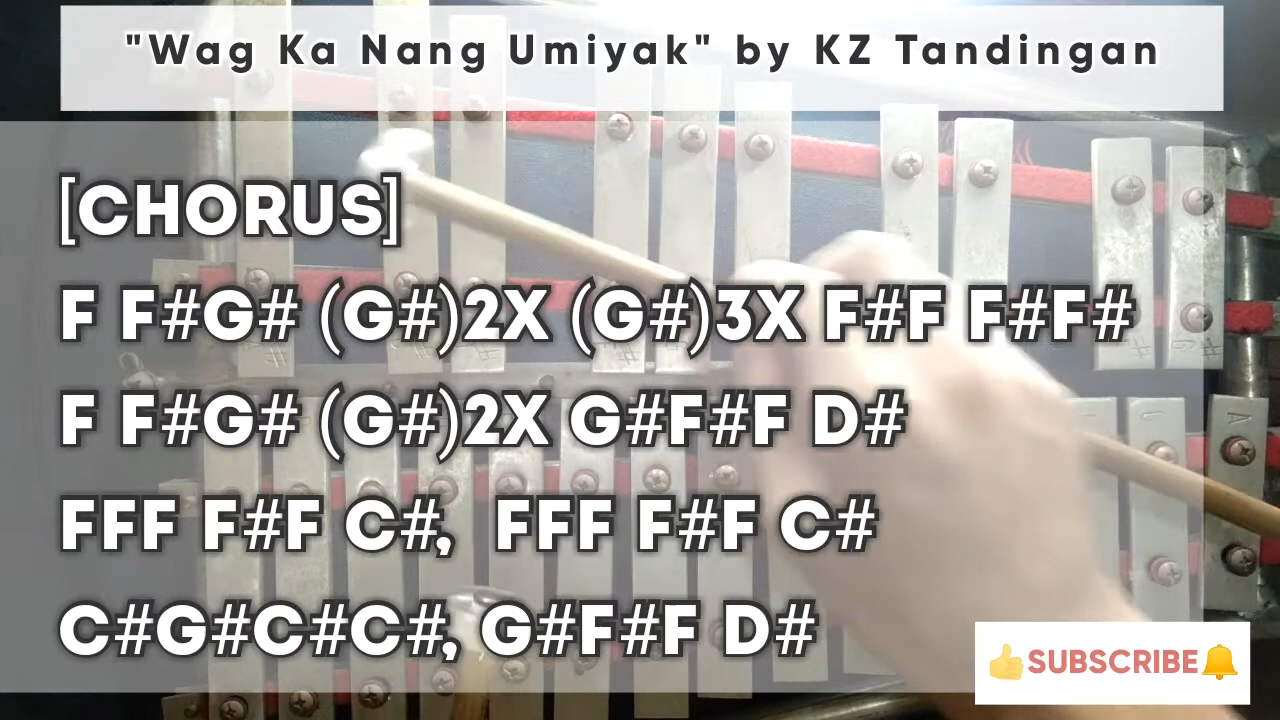 "Wag Ka Nang Umiyak" by KZ Tandingan
[CHORUS]
F F#G# (G#)2X (G#)3X F#F F#F#
F F#G# (G#)2X G#F#F D#
FFF F#F C#, FFF F#F C#
C#G#C#C#, G#F#F D#
👍SUBSCRIBE🔔